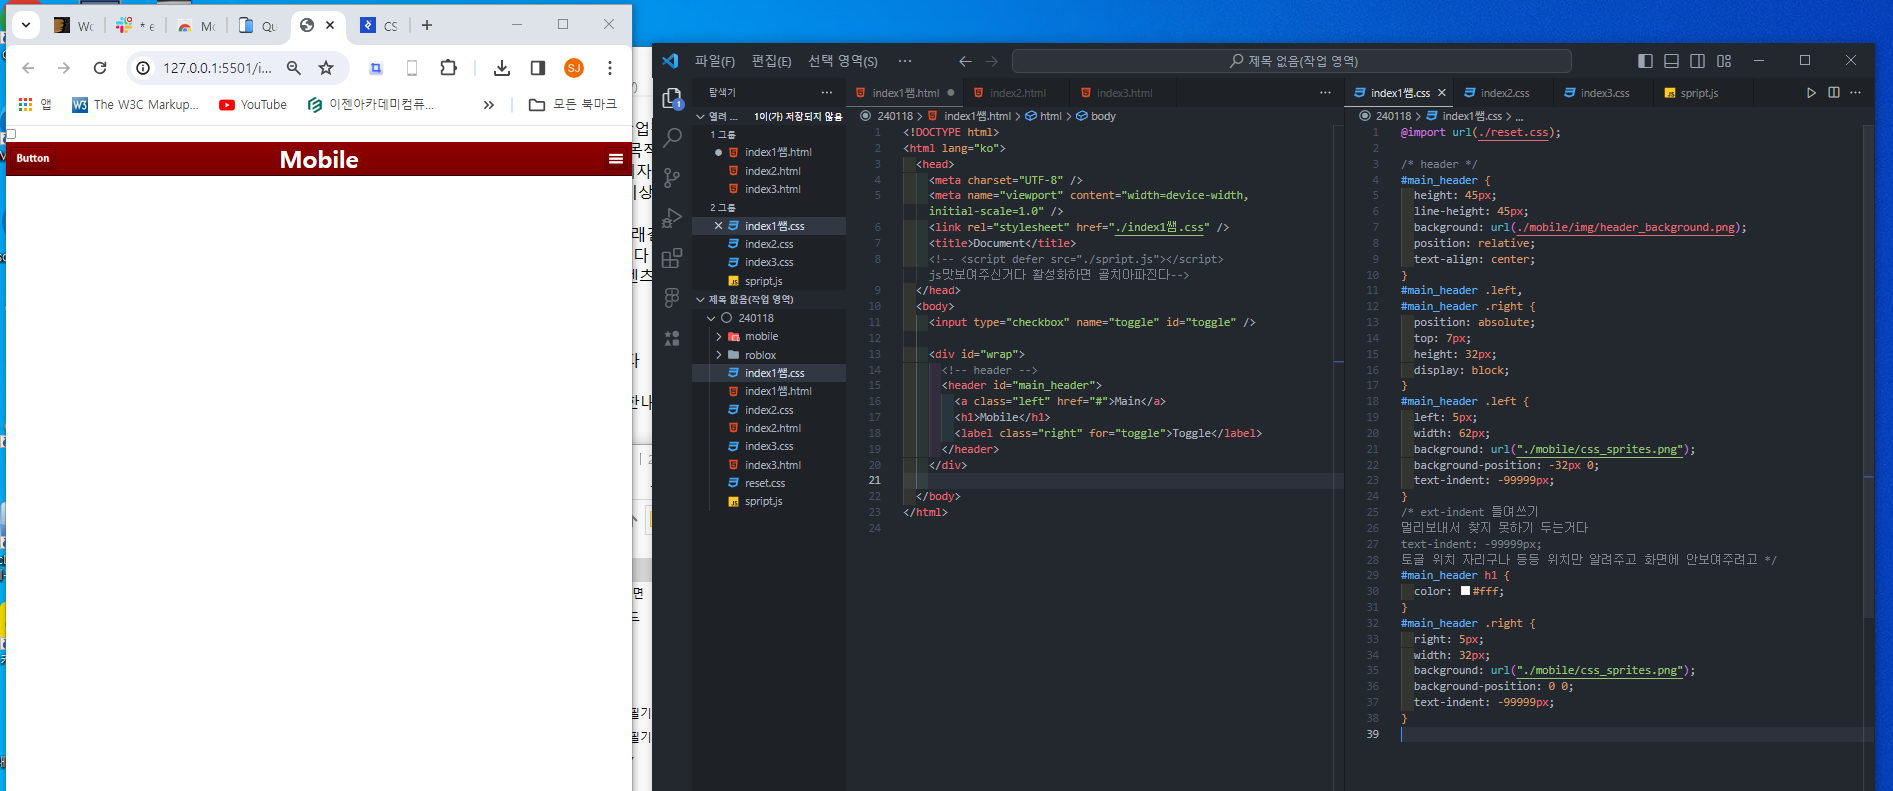 Wc
* e
Mc
Qu
CS
127.0.0.1:5501/i...
SJ
앱
The W3C Markup...
YouTube
이젠아카데미컴퓨...
모든 북마크
Button
Mobile
파일(F)
편집(E)
선택 영역(S)
제목 없음(작업 영역)
탐색기
열려 ...
1이(가) 저장되지 않음
1 그룹
index1쌤.html
index2.html
index3.html
2 그룹
index1쌤.css
index2.css
index3.css
spript.js
제목 없음(작업 영역)
240118
mobile
roblox
index1쌤.css
index1쌤.html
index2.css
index2.html
index3.css
index3.html
reset.css
spript.js
index1쌤.html
index2.html
index3.html
240118 > index1쌤.html > html > body
1 <!DOCTYPE html>
2 <html lang="ko">
3 <head>
4 <meta charset="UTF-8" />
5 <meta name="viewport" content="width=device-width,
initial-scale=1.0" />
6 <link rel="stylesheet" href="./index1쌤.css" />
7 <title>Document</title>
8 <!-- <script defer src="./spript.js"></script>
js맛보여주신거다 활성화하면 골치아파진다-->
9 </head>
10 <body>
11 <input type="checkbox" name="toggle" id="toggle" />
12
13 <div id="wrap">
14 <!-- header -->
15 <header id="main_header">
16 <a class="left" href="#">Main</a>
17 <h1>Mobile</h1>
18 <label class="right" for="toggle">Toggle</label>
19 </header>
20 </div>
21
22 </body>
23 </html>
24
index1쌤.css
index2.css
index3.css
spript.js
240118 > index1쌤.css > ...
1 @import url(./reset.css);
2
3 /* header */
4 #main_header {
5 height: 45px;
6 line-height: 45px;
7 background: url(./mobile/img/header_background.png);
8 position: relative;
9 text-align: center;
10 }
11 #main_header .left,
12 #main_header .right {
13 position: absolute;
14 top: 7px;
15 height: 32px;
16 display: block;
17 }
18 #main_header .left {
19 left: 5px;
20 width: 62px;
21 background: url("./mobile/css_sprites.png");
22 background-position: -32px 0;
23 text-indent: -99999px;
24 }
25 /* ext-indent 들여쓰기
26 멀리보내서 찾지 못하기 두는거다
27 text-indent: -99999px;
28 토글 위치 자리구나 등등 위치만 알려주고 화면에 안보여주려고 */
29 #main_header h1 {
30 color: #fff;
31 }
32 #main_header .right {
33 right: 5px;
34 width: 32px;
35 background: url("./mobile/css_sprites.png");
36 background-position: 0 0;
37 text-indent: -99999px;
38 }
39